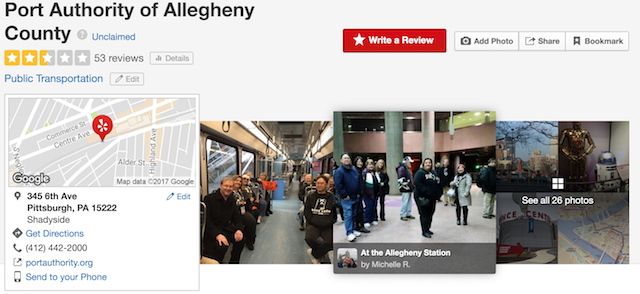 Port Authority of Allegheny
County
Unclaimed
53 reviews
Details
Public Transportation
Edit
Write a Review
Add Photo
Share
Bookmark
Commerce St
Centre Ave
Alder St
S Highland Ave
Google
Map data ©2017 Google
345 6th Ave
Edit
Pittsburgh, PA 15222
Shadyside
Get Directions
(412) 442-2000
portauthority.org
Send to your Phone
At the Allegheny Station
by Michelle R.
See all 26 photos